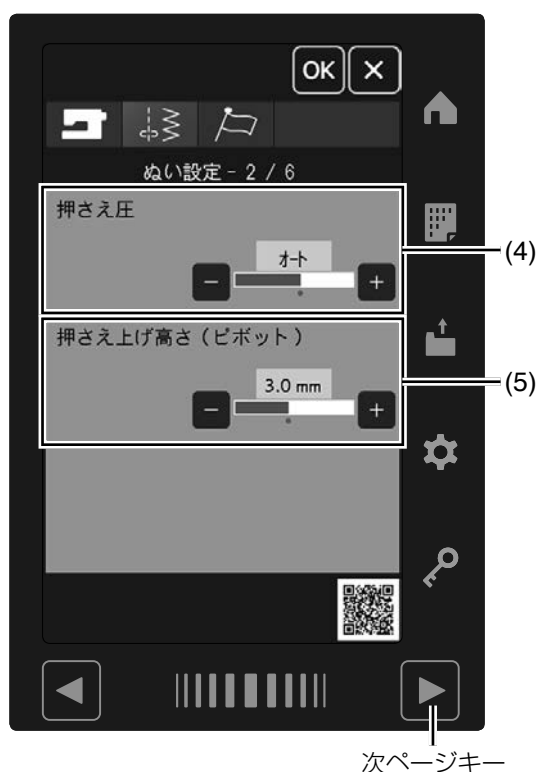 OK ×
ぬい設定 - 2 / 6
押さえ圧
オート
− +
(4)
押さえ上げ高さ（ピボット）
3.0 mm
− +
(5)
次ページキー